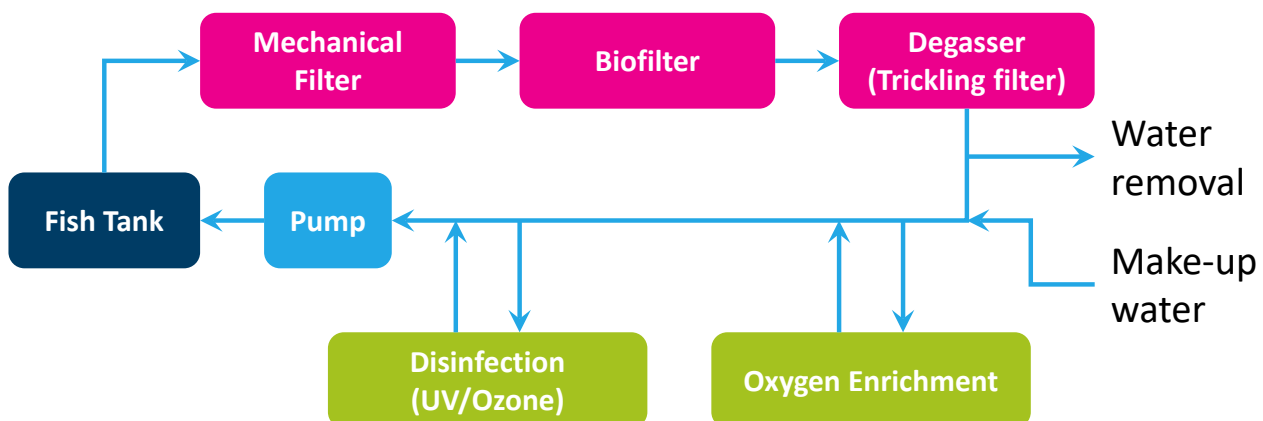 Mechanical
Filter
Biofilter
Degasser
(Trickling filter)
Water
removal
Fish Tank
Pump
Make-up
water
Disinfection
(UV/Ozone)
Oxygen Enrichment